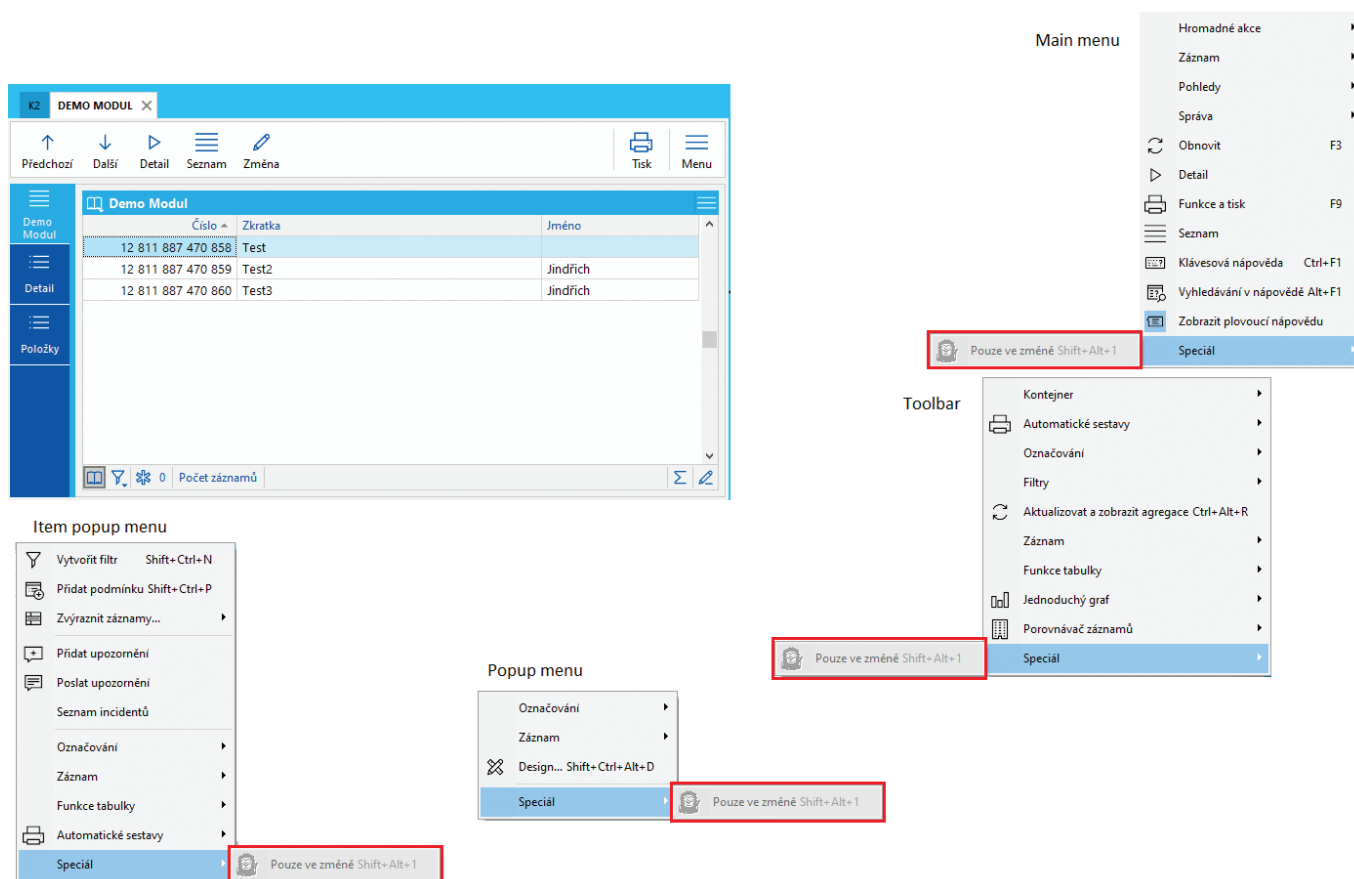 Main menu
Hromadné akce
Záznam
Pohledy
Správa
Obnovit F3
Detail
Funkce a tisk F9
Seznam
Klávesová nápověda Ctrl+F1
Vyhledávání v nápovědě Alt+F1
Zobrazit plovoucí nápovědu
Speciál
Pouze ve změně Shift+Alt+1
K2 DEMO MODUL
Předchozí Další Detail Seznam Změna Tisk Menu
Demo
Modul
Detail
Položky
Demo Modul
Číslo Zkratka Jméno
12 811 887 470 858 Test
12 811 887 470 859 Test2 Jindřich
12 811 887 470 860 Test3 Jindřich
0 Počet záznamů
Toolbar
Kontejner
Automatické sestavy
Označování
Filtry
Aktualizovat a zobrazit agregace Ctrl+Alt+R
Záznam
Funkce tabulky
Jednoduchý graf
Porovnávač záznamů
Speciál
Pouze ve změně Shift+Alt+1
Item popup menu
Vytvořit filtr Shift+Ctrl+N
Přidat podmínku Shift+Ctrl+P
Zvýraznit záznamy...
Přidat upozornění
Poslat upozornění
Seznam incidentů
Označování
Záznam
Funkce tabulky
Automatické sestavy
Speciál
Pouze ve změně Shift+Alt+1
Popup menu
Označování
Záznam
Design... Shift+Ctrl+Alt+D
Speciál
Pouze ve změně Shift+Alt+1